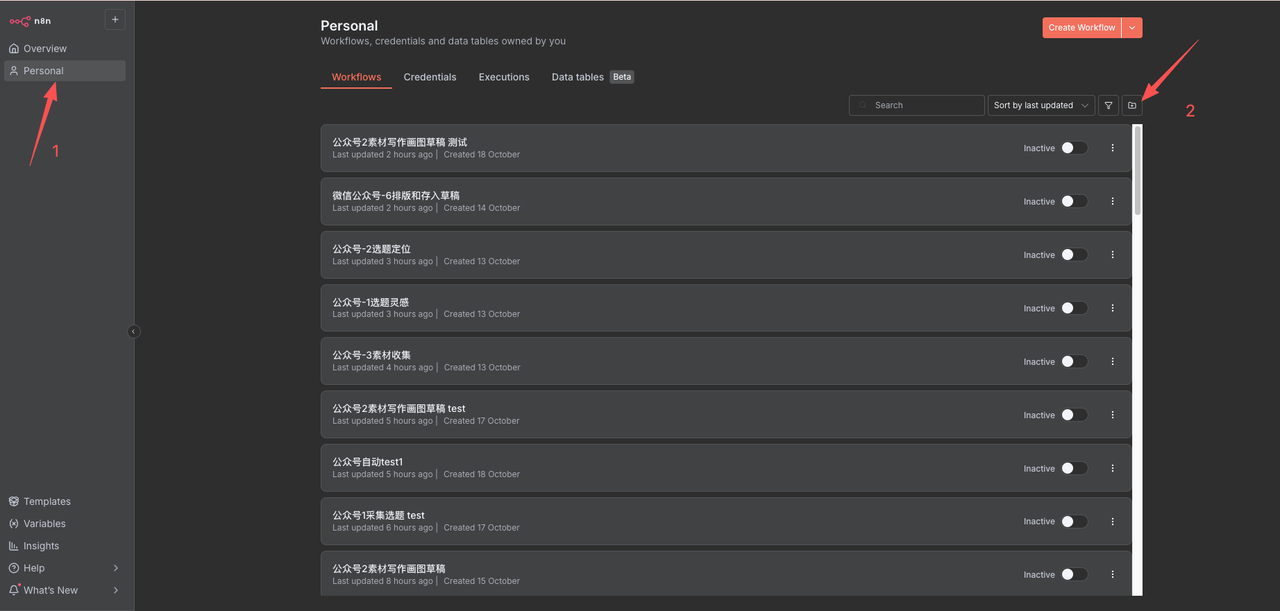 n8n
+
Overview
Personal
1
Templates
Variables
Insights
Help
What's New
Personal
Workflows, credentials and data tables owned by you
Create Workflow
Workflows Credentials Executions Data tables Beta
Search Sort by last updated
2
公众号2素材写作画图草稿 测试
Last updated 2 hours ago | Created 18 October
Inactive
微信公众号-6排版和存入草稿
Last updated 2 hours ago | Created 14 October
Inactive
公众号-2选题定位
Last updated 3 hours ago | Created 13 October
Inactive
公众号-1选题灵感
Last updated 3 hours ago | Created 13 October
Inactive
公众号-3素材收集
Last updated 4 hours ago | Created 13 October
Inactive
公众号2素材写作画图草稿 test
Last updated 5 hours ago | Created 17 October
Inactive
公众号自动test1
Last updated 5 hours ago | Created 18 October
Inactive
公众号1采集选题 test
Last updated 6 hours ago | Created 17 October
Inactive
公众号2素材写作画图草稿
Last updated 8 hours ago | Created 15 October
Inactive